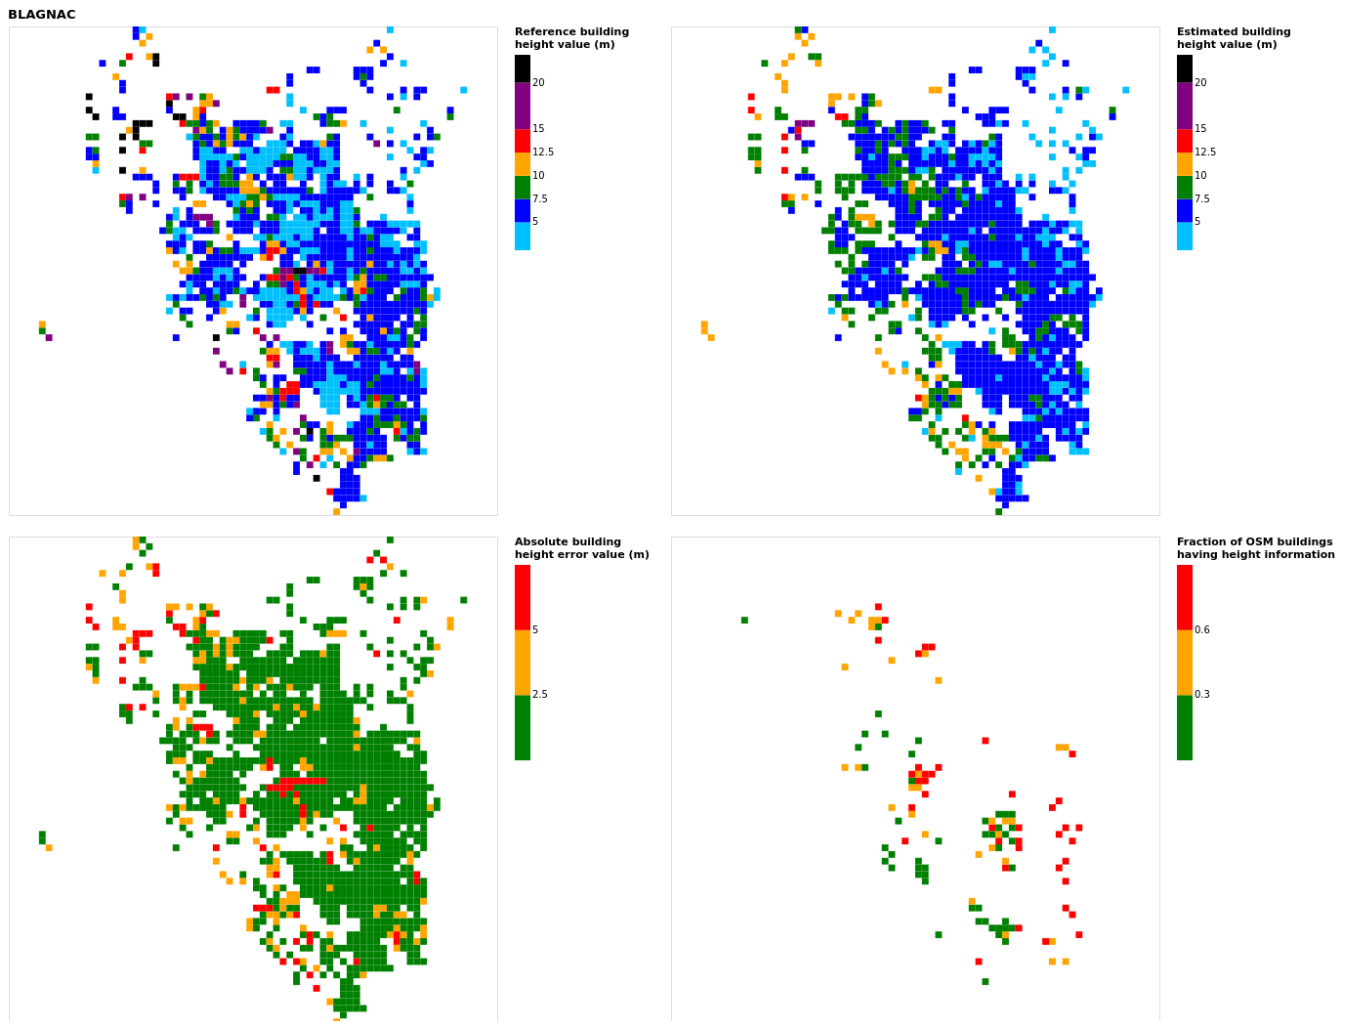 BLAGNAC
Reference building
height value (m)
20
15
12.5
10
7.5
5
Estimated building
height value (m)
20
15
12.5
10
7.5
5
Absolute building
height error value (m)
5
2.5
Fraction of OSM buildings
having height information
0.6
0.3